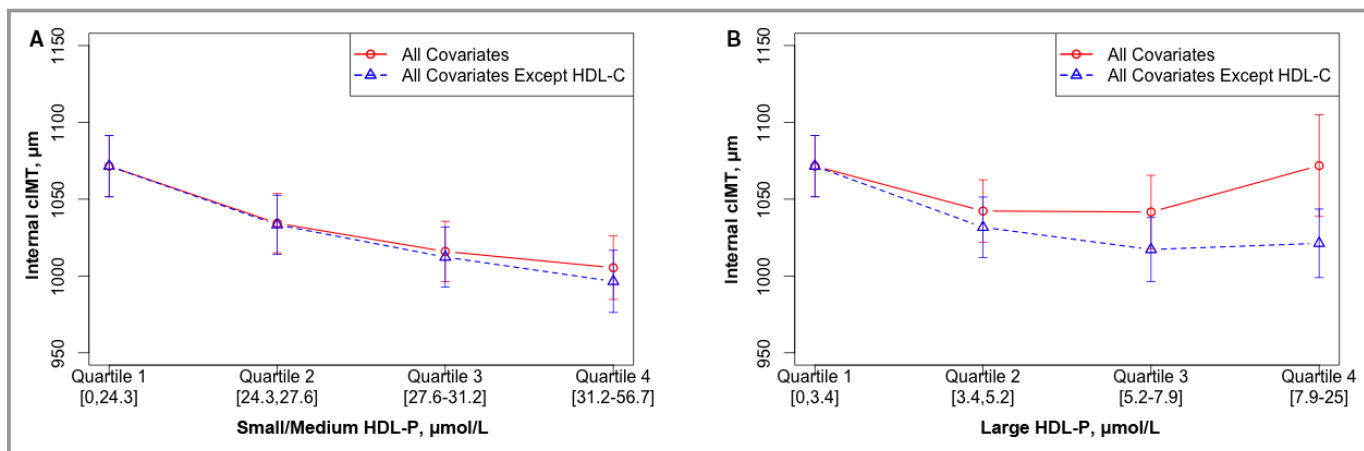 A
All Covariates
All Covariates Except HDL-C
Internal cIMT, µm
1150
1100
1050
1000
950
Quartile 1
[0,24.3]
Quartile 2
[24.3,27.6]
Quartile 3
[27.6-31.2]
Quartile 4
[31.2-56.7]
Small/Medium HDL-P, µmol/L
B
All Covariates
All Covariates Except HDL-C
Internal cIMT, µm
1150
1100
1050
1000
950
Quartile 1
[0,3.4]
Quartile 2
[3.4,5.2]
Quartile 3
[5.2-7.9]
Quartile 4
[7.9-25]
Large HDL-P, µmol/L